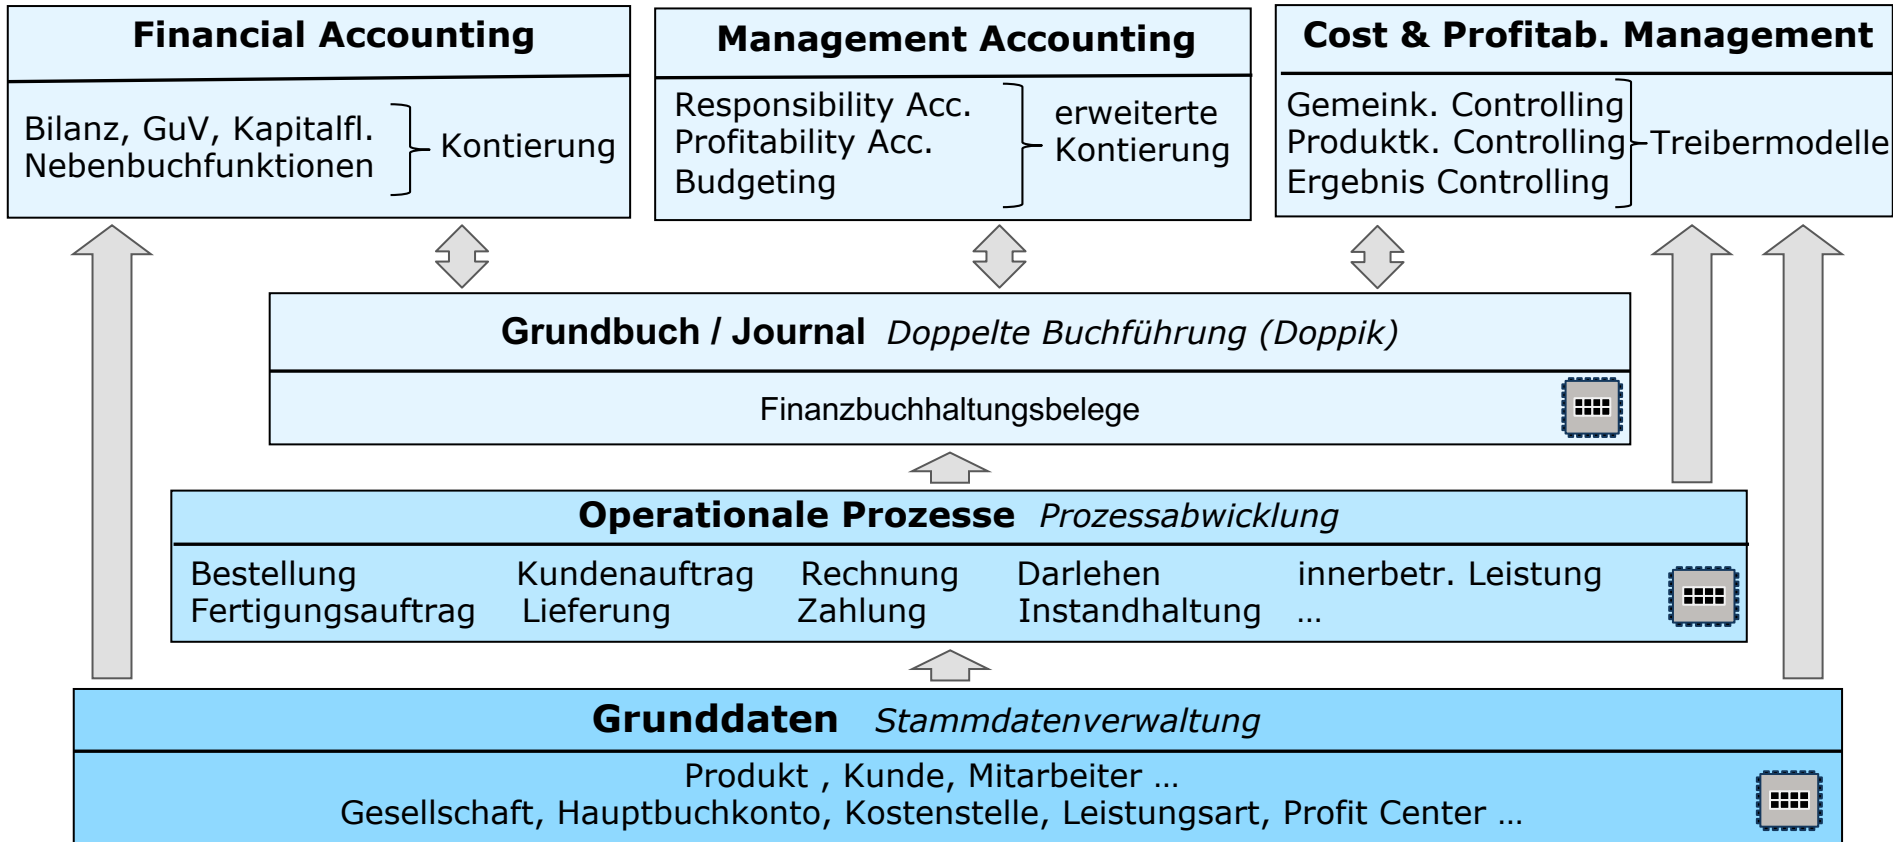 Financial Accounting
Bilanz, GuV, Kapitalfl.
Nebenbuchfunktionen
Kontierung
Management Accounting
Responsibility Acc.
Profitability Acc.
Budgeting
erweiterte
Kontierung
Cost & Profitab. Management
Gemeink. Controlling
Produktk. Controlling
Ergebnis Controlling
Treibermodelle
Grundbuch / Journal Doppelte Buchführung (Doppik)
Finanzbuchhaltungsbelege
Operationale Prozesse Prozessabwicklung
Bestellung Kundenauftrag Rechnung Darlehen innerbetr. Leistung
Fertigungsauftrag Lieferung Zahlung Instandhaltung …
Grunddaten Stammdatenverwaltung
Produkt , Kunde, Mitarbeiter …
Gesellschaft, Hauptbuchkonto, Kostenstelle, Leistungsart, Profit Center …